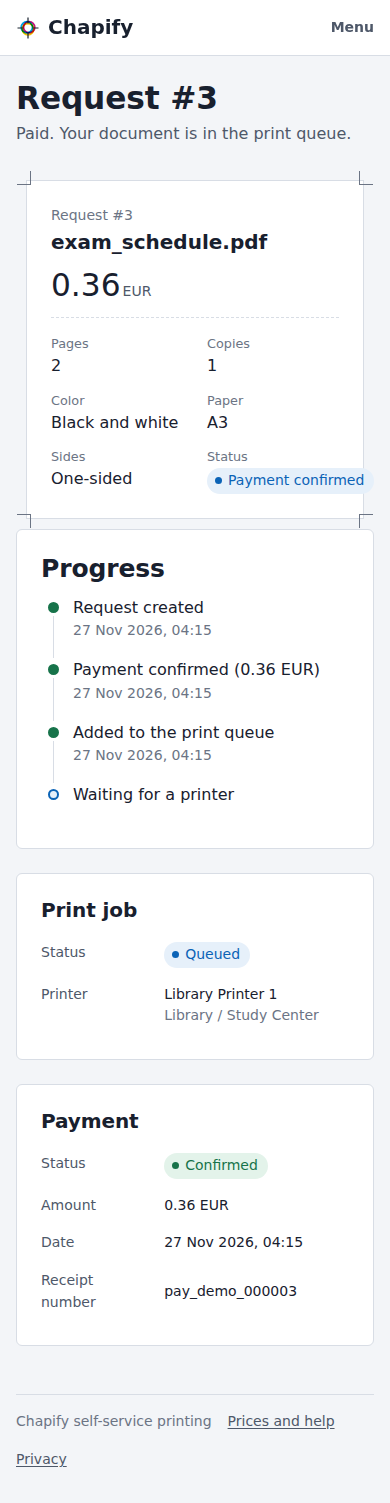 Chapify
Menu
Request #3
Paid. Your document is in the print queue.
Request #3
exam_schedule.pdf
0.36 EUR
Pages
2
Copies
1
Color
Black and white
Paper
A3
Sides
One-sided
Status
Payment confirmed
Progress
Request created
27 Nov 2026, 04:15
Payment confirmed (0.36 EUR)
27 Nov 2026, 04:15
Added to the print queue
27 Nov 2026, 04:15
Waiting for a printer
Print job
Status
Queued
Printer
Library Printer 1
Library / Study Center
Payment
Status
Confirmed
Amount
0.36 EUR
Date
27 Nov 2026, 04:15
Receipt
number
pay_demo_000003
Chapify self-service printing
Prices and help
Privacy